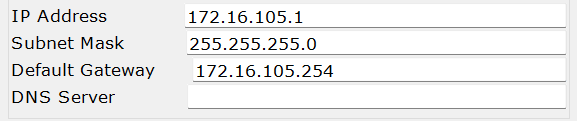 IP Address 172.16.105.1
Subnet Mask 255.255.255.0
Default Gateway 172.16.105.254
DNS Server